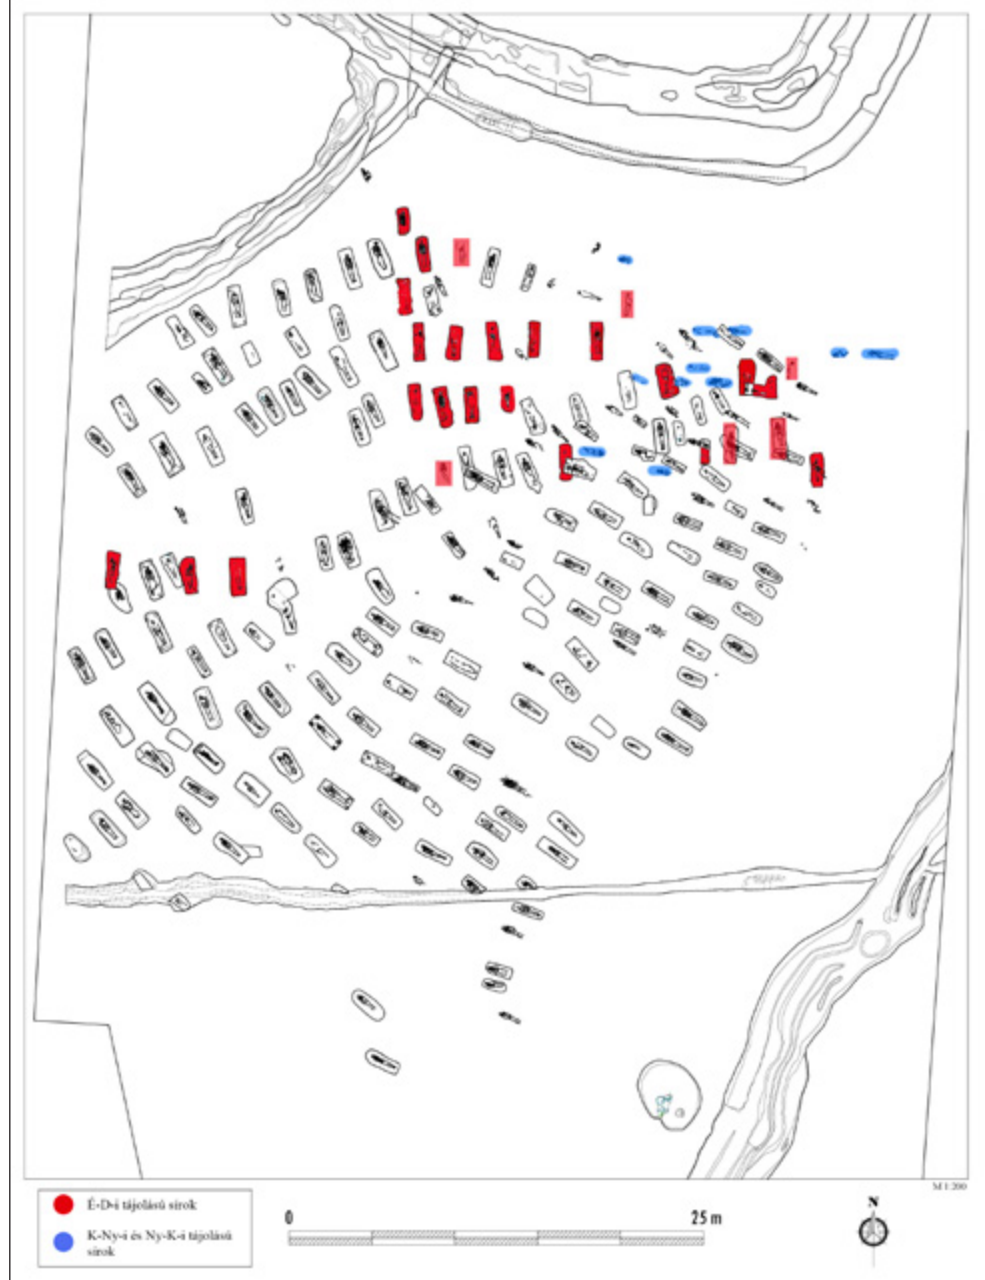 M 1:200
É-D-i tájolású sírok
K-Ny-i és Ny-K-i tájolású
sírok
0 25 m
N